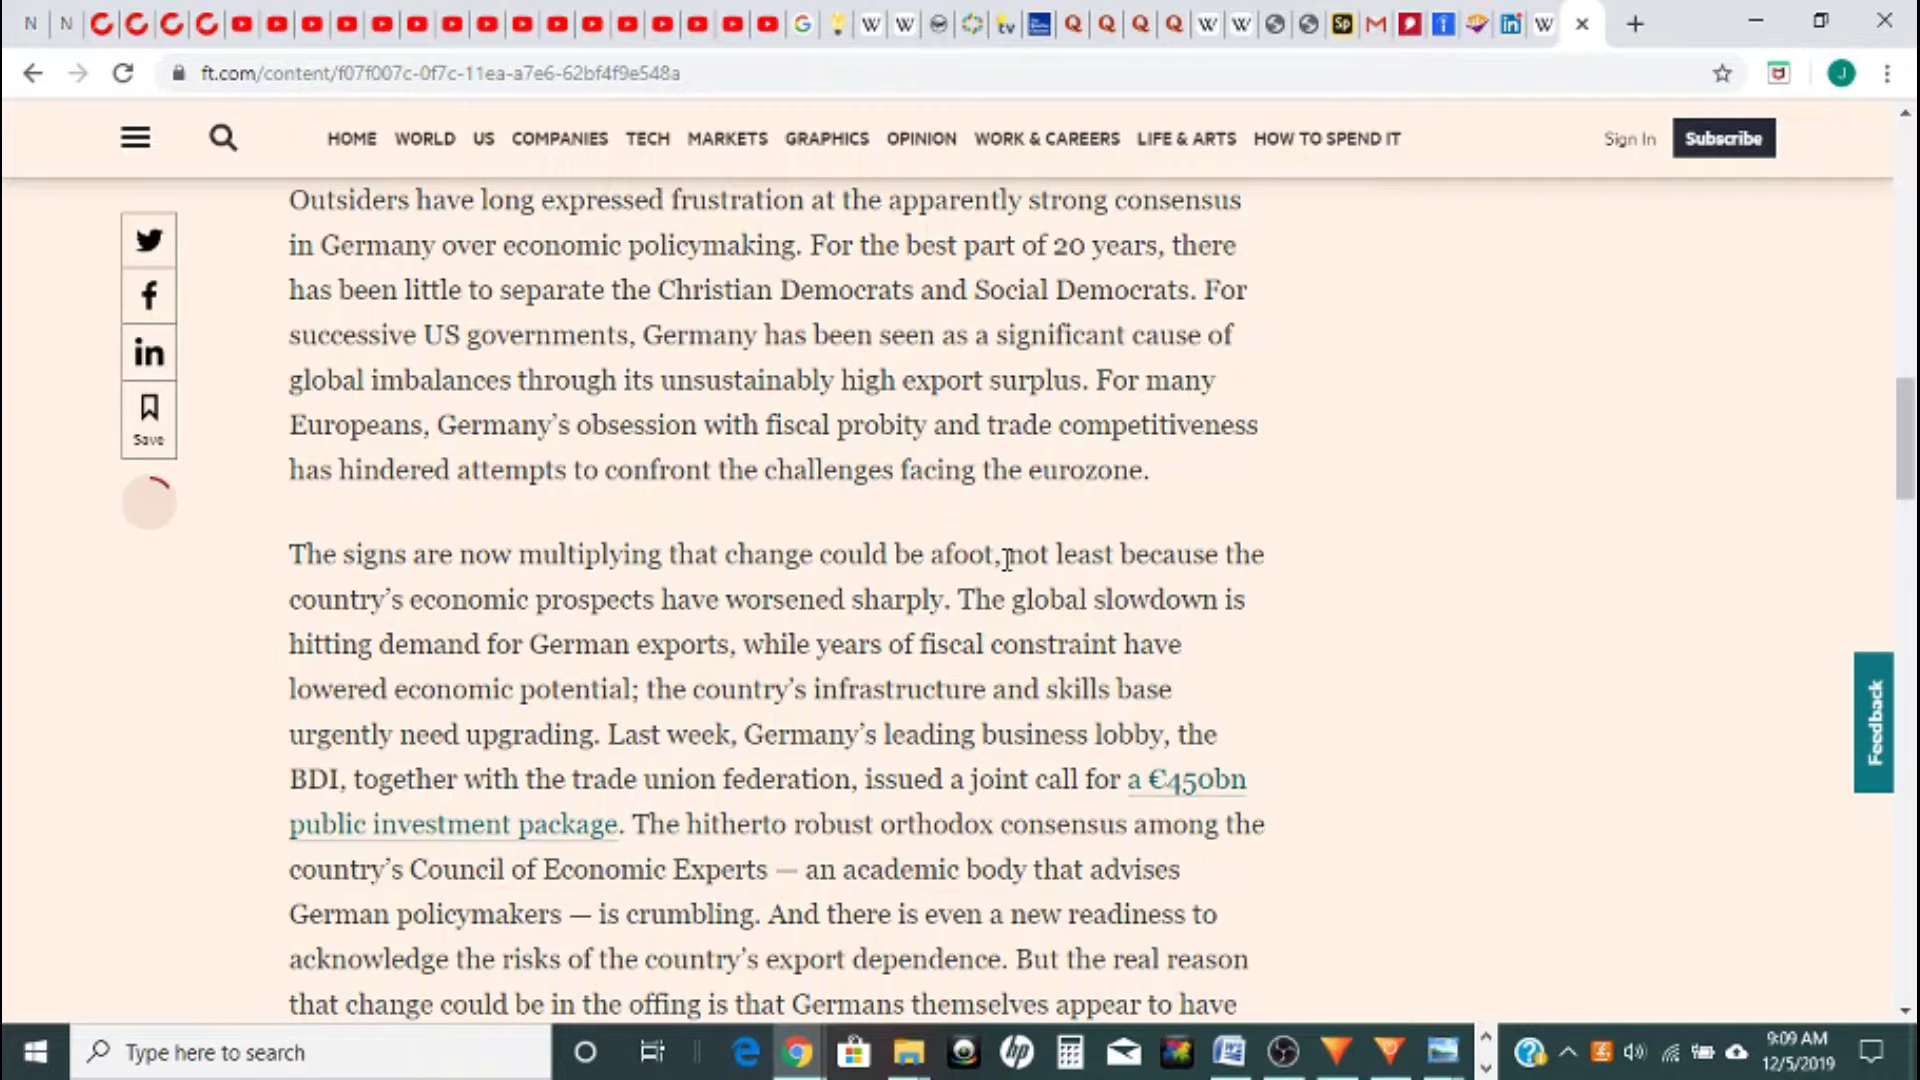 ft.com/content/f07f007c-0f7c-11ea-a7e6-62bf4f9e548a
HOME WORLD US COMPANIES TECH MARKETS GRAPHICS OPINION WORK & CAREERS LIFE & ARTS HOW TO SPEND IT
Sign In Subscribe
Save
Outsiders have long expressed frustration at the apparently strong consensus
in Germany over economic policymaking. For the best part of 20 years, there
has been little to separate the Christian Democrats and Social Democrats. For
successive US governments, Germany has been seen as a significant cause of
global imbalances through its unsustainably high export surplus. For many
Europeans, Germany’s obsession with fiscal probity and trade competitiveness
has hindered attempts to confront the challenges facing the eurozone.
The signs are now multiplying that change could be afoot, not least because the
country’s economic prospects have worsened sharply. The global slowdown is
hitting demand for German exports, while years of fiscal constraint have
lowered economic potential; the country’s infrastructure and skills base
urgently need upgrading. Last week, Germany’s leading business lobby, the
BDI, together with the trade union federation, issued a joint call for a €450bn
public investment package. The hitherto robust orthodox consensus among the
country’s Council of Economic Experts — an academic body that advises
German policymakers — is crumbling. And there is even a new readiness to
acknowledge the risks of the country’s export dependence. But the real reason
that change could be in the offing is that Germans themselves appear to have
Feedback
Type here to search
9:09 AM
12/5/2019